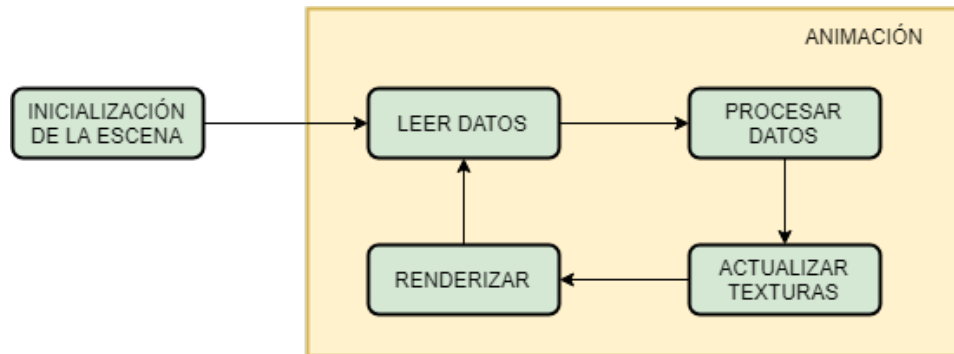 ANIMACIÓN
INICIALIZACIÓN
DE LA ESCENA
LEER DATOS
PROCESAR
DATOS
RENDERIZAR
ACTUALIZAR
TEXTURAS